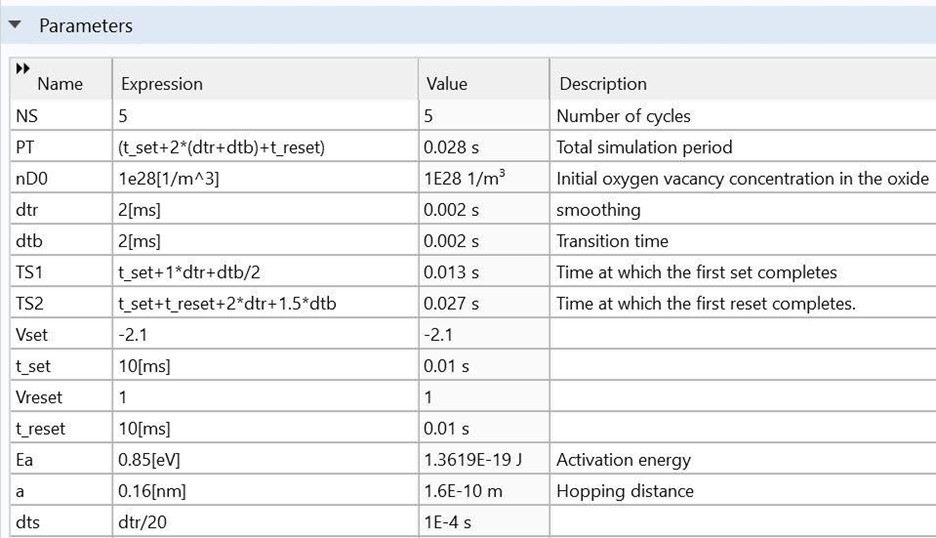 Parameters
Name Expression Value Description
NS 5 5 Number of cycles
PT (t_set+2*(dtr+dtb)+t_reset) 0.028 s Total simulation period
nD0 1e28[1/m^3] 1E28 1/m³ Initial oxygen vacancy concentration in the oxide
dtr 2[ms] 0.002 s smoothing
dtb 2[ms] 0.002 s Transition time
TS1 t_set+1*dtr+dtb/2 0.013 s Time at which the first set completes
TS2 t_set+t_reset+2*dtr+1.5*dtb 0.027 s Time at which the first reset completes.
Vset -2.1 -2.1
t_set 10[ms] 0.01 s
Vreset 1 1
t_reset 10[ms] 0.01 s
Ea 0.85[eV] 1.3619E-19 J Activation energy
a 0.16[nm] 1.6E-10 m Hopping distance
dts dtr/20 1E-4 s